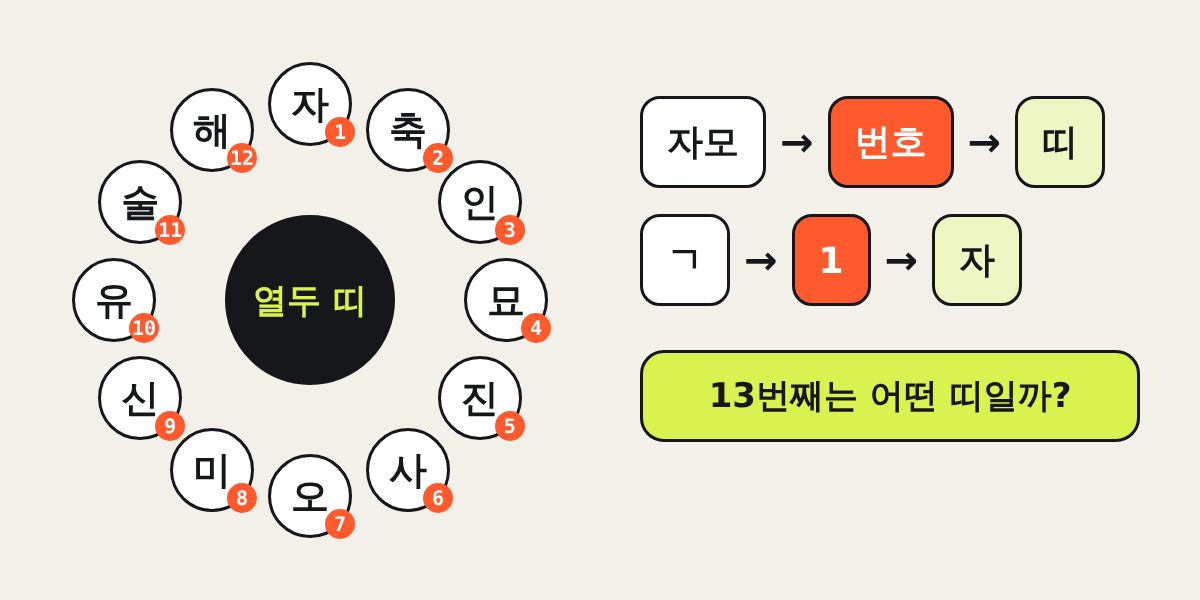 자 1
축 2
인 3
묘 4
진 5
사 6
오 7
미 8
신 9
유 10
술 11
해 12
열두 띠
자모 → 번호 → 띠
ㄱ → 1 → 자
13번째는 어떤 띠일까?